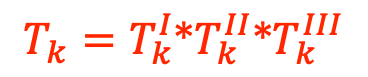 $T_k = T_k^{I} * T_k^{II} * T_k^{III}$